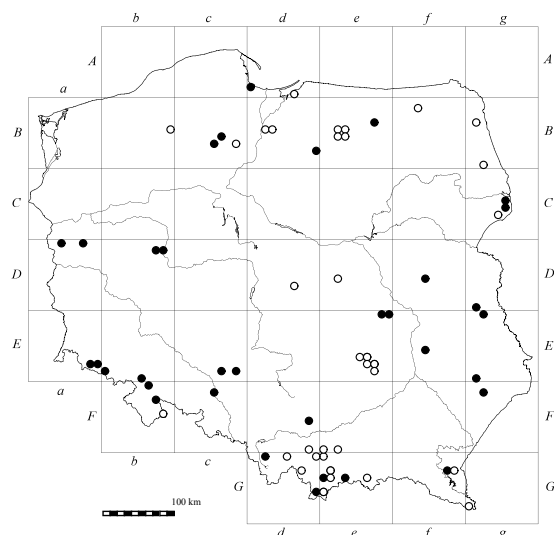 b c d e f g
A A
a
B B
C C
D D
E E
a
F F
b c
G G
100 km
d e f g